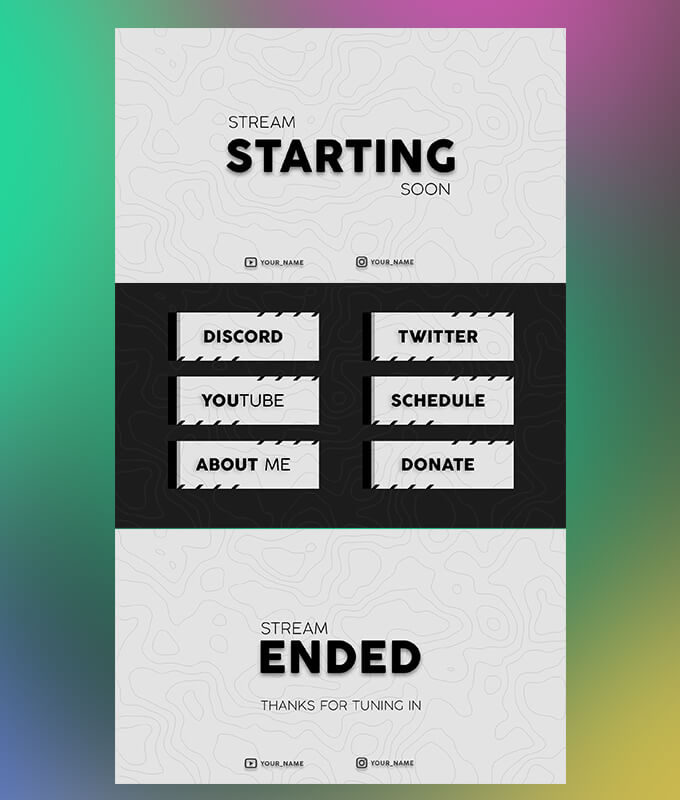 STREAM
STARTING
SOON
YOUR_NAME YOUR_NAME
DISCORD TWITTER
YOUTUBE SCHEDULE
ABOUT ME DONATE
STREAM
ENDED
THANKS FOR TUNING IN
YOUR_NAME YOUR_NAME